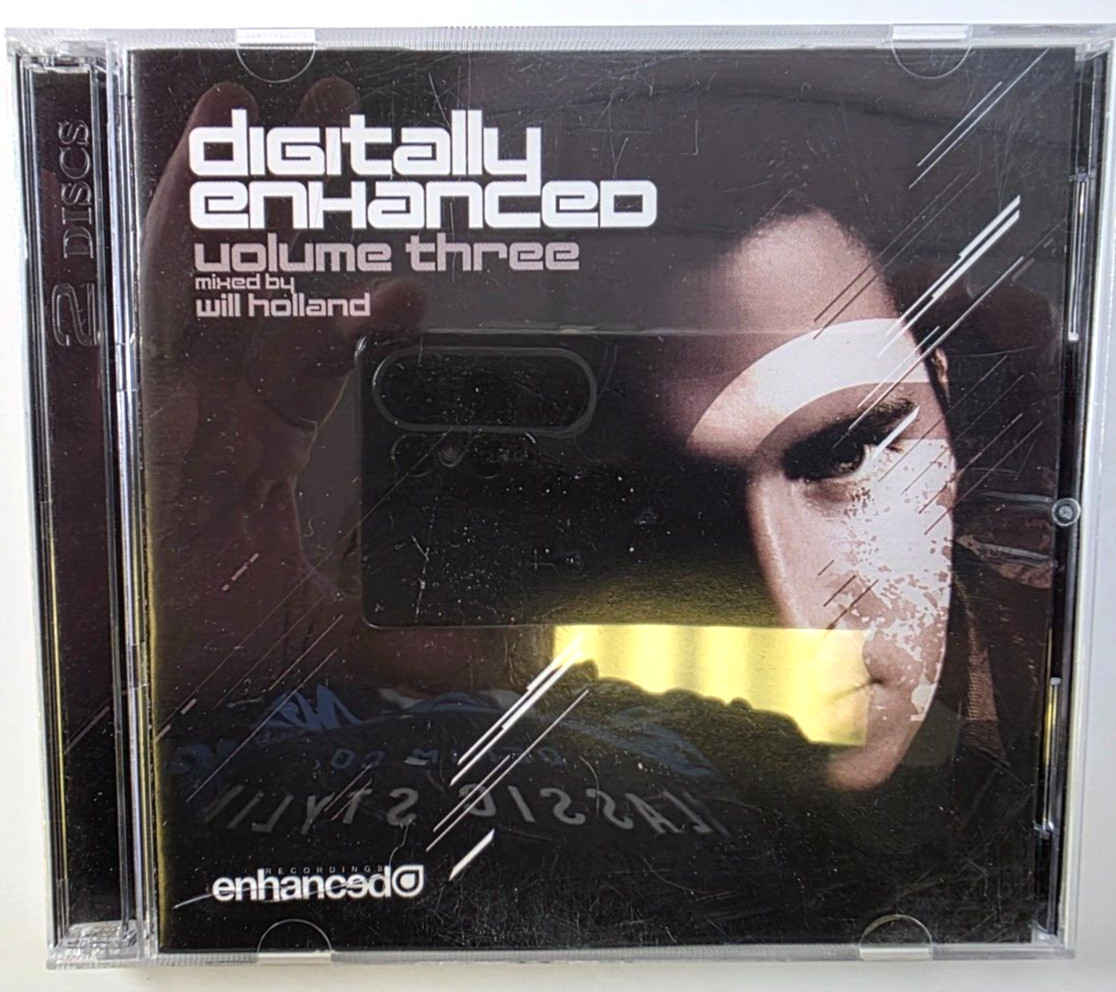 2 DISCS
digitally
enhanced
volume three
mixed by
will holland
CLASSIC STYLIN
RECORDINGS
enhanced